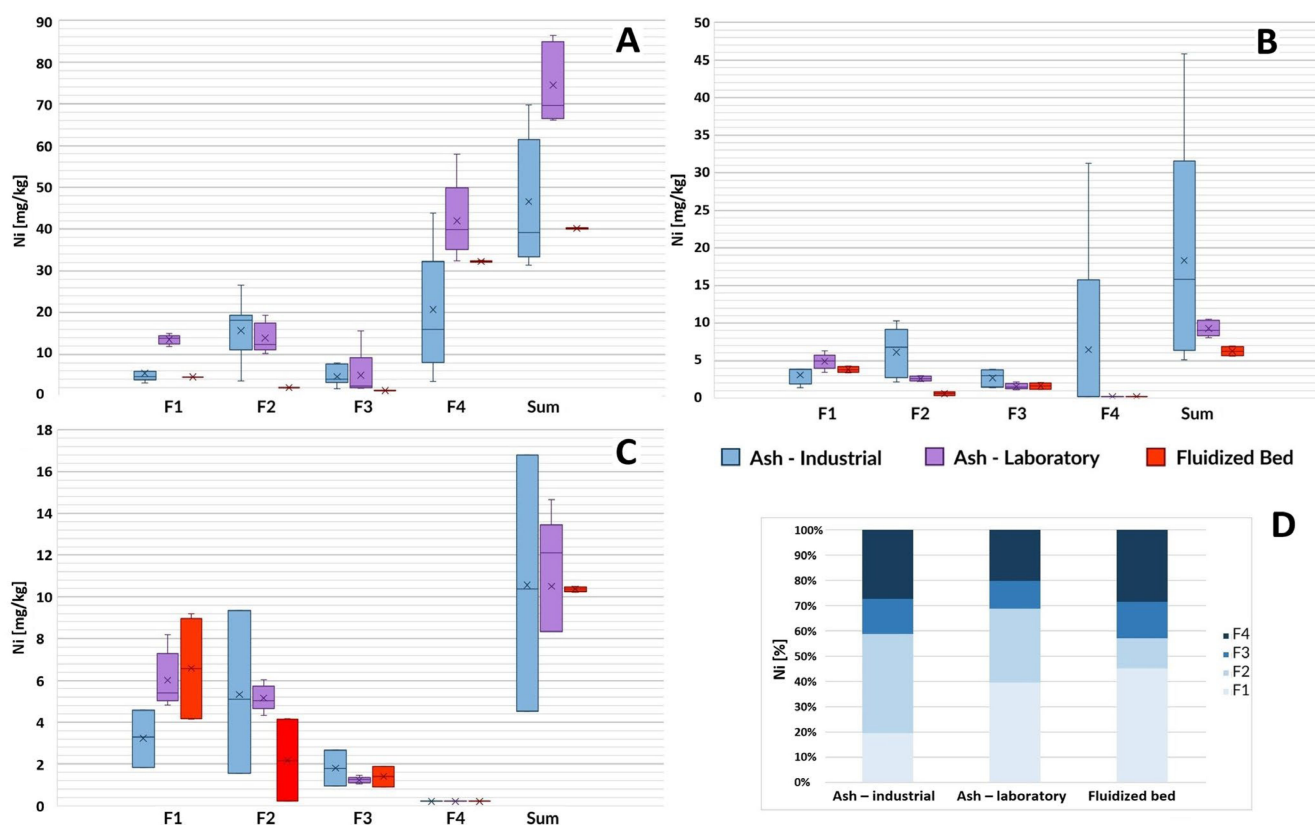 A
90
80
70
60
50
40
30
20
10
0
Ni [mg/kg]
F1 F2 F3 F4 Sum
B
50
45
40
35
30
25
20
15
10
5
0
Ni [mg/kg]
F1 F2 F3 F4 Sum
Ash - Industrial Ash - Laboratory Fluidized Bed
C
18
16
14
12
10
8
6
4
2
0
Ni [mg/kg]
F1 F2 F3 F4 Sum
D
100%
90%
80%
70%
60%
50%
40%
30%
20%
10%
0%
Ni [%]
F4
F3
F2
F1
Ash – industrial Ash – laboratory Fluidized bed